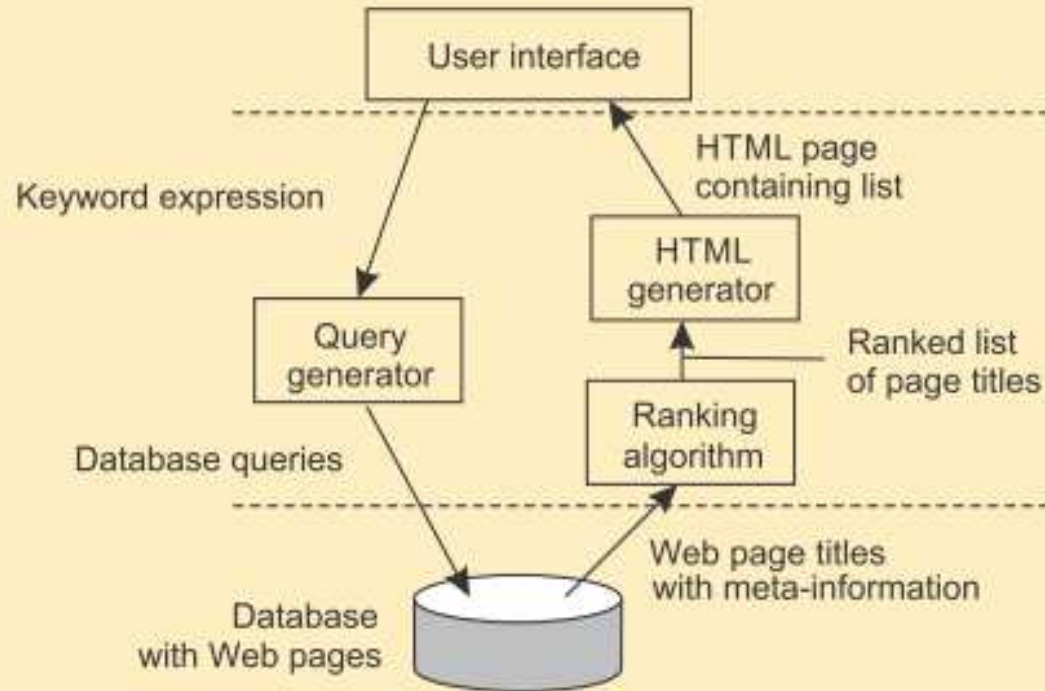 User interface
Keyword expression
HTML page
containing list
HTML
generator
Query
generator
Ranked list
of page titles
Ranking
algorithm
Database queries
Web page titles
with meta-information
Database
with Web pages